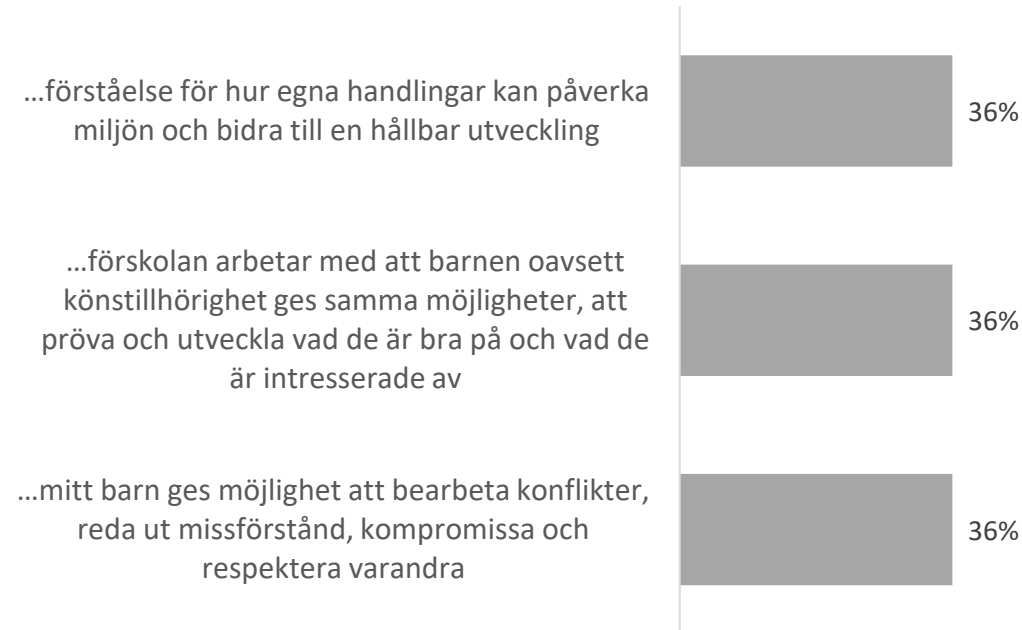 ...förståelse för hur egna handlingar kan påverka
miljön och bidra till en hållbar utveckling
36%
...förskolan arbetar med att barnen oavsett
könstillhörighet ges samma möjligheter, att
pröva och utveckla vad de är bra på och vad de
är intresserade av
36%
...mitt barn ges möjlighet att bearbeta konflikter,
reda ut missförstånd, kompromissa och
respektera varandra
36%